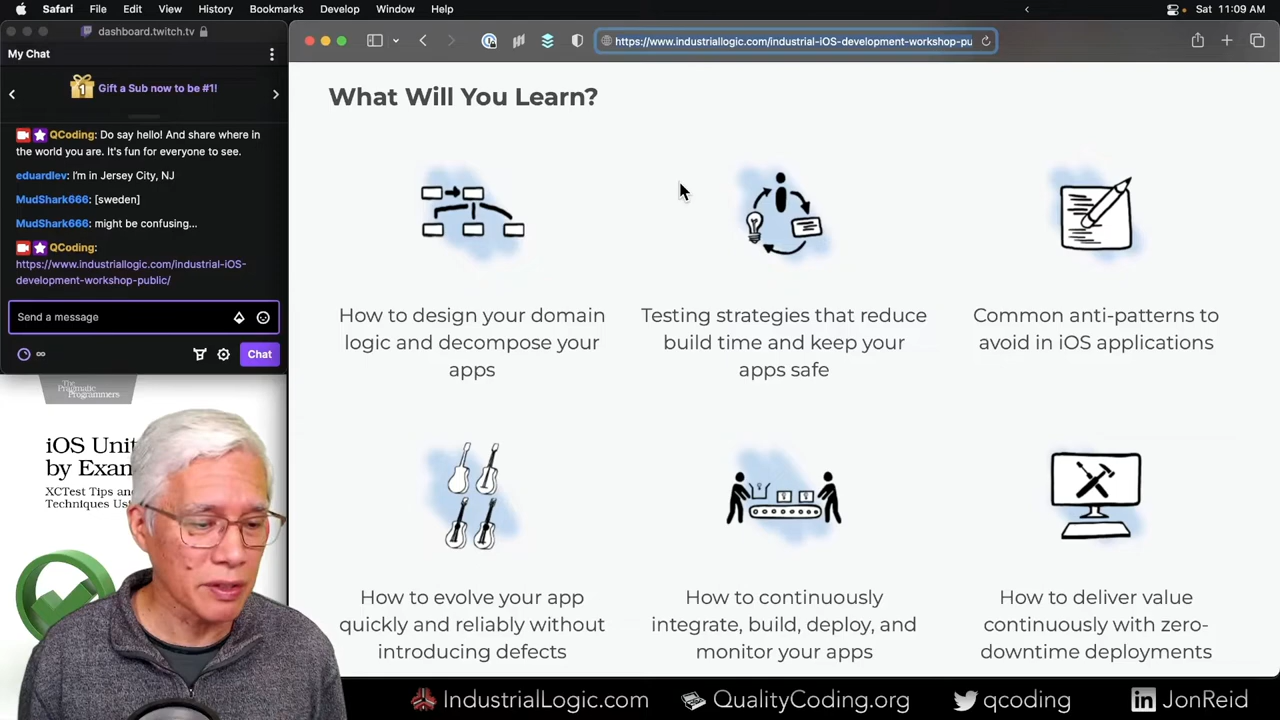 Safari File Edit View History Bookmarks Develop Window Help
Sat 11:09 AM
dashboard.twitch.tv
My Chat
1 Gift a Sub now to be #1!
QCoding: Do say hello! And share where in
the world you are. It's fun for everyone to see.
eduardlev: I'm in Jersey City, NJ
MudShark666: [sweden]
MudShark666: might be confusing...
QCoding:
https://www.industriallogic.com/industrial-iOS-
development-workshop-public/
Send a message
Chat
https://www.industriallogic.com/industrial-iOS-development-workshop-pu
What Will You Learn?
How to design your domain
logic and decompose your
apps
Testing strategies that reduce
build time and keep your
apps safe
Common anti-patterns to
avoid in iOS applications
How to evolve your app
quickly and reliably without
introducing defects
How to continuously
integrate, build, deploy, and
monitor your apps
How to deliver value
continuously with zero-
downtime deployments
The
Pragmatic
Programmers
iOS Unit
by Exam
XCTest Tips and
Techniques Us
IndustrialLogic.com
QualityCoding.org
qcoding
JonReid